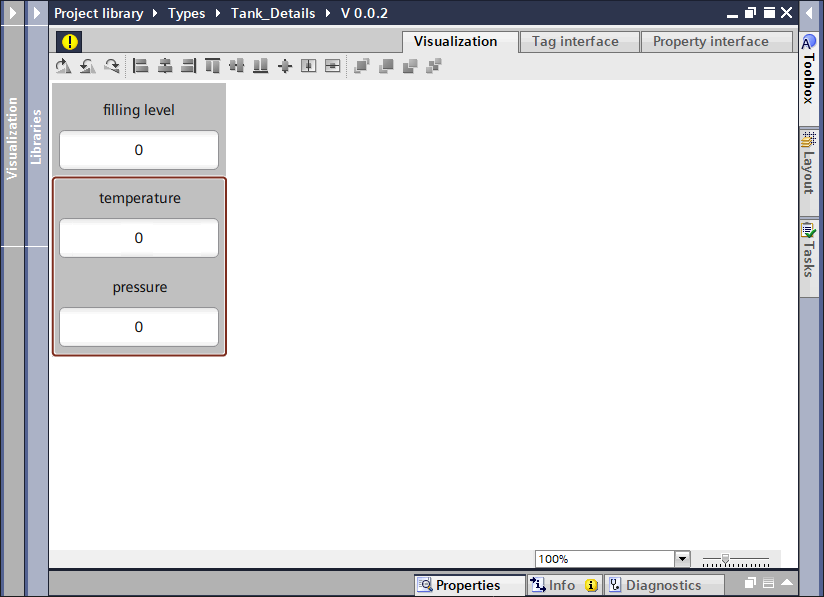 Project library Types Tank_Details V 0.0.2
Visualization Tag interface Property interface
Visualization
Libraries
filling level
0
temperature
0
pressure
0
Toolbox
Layout
Tasks
100%
Properties Info Diagnostics